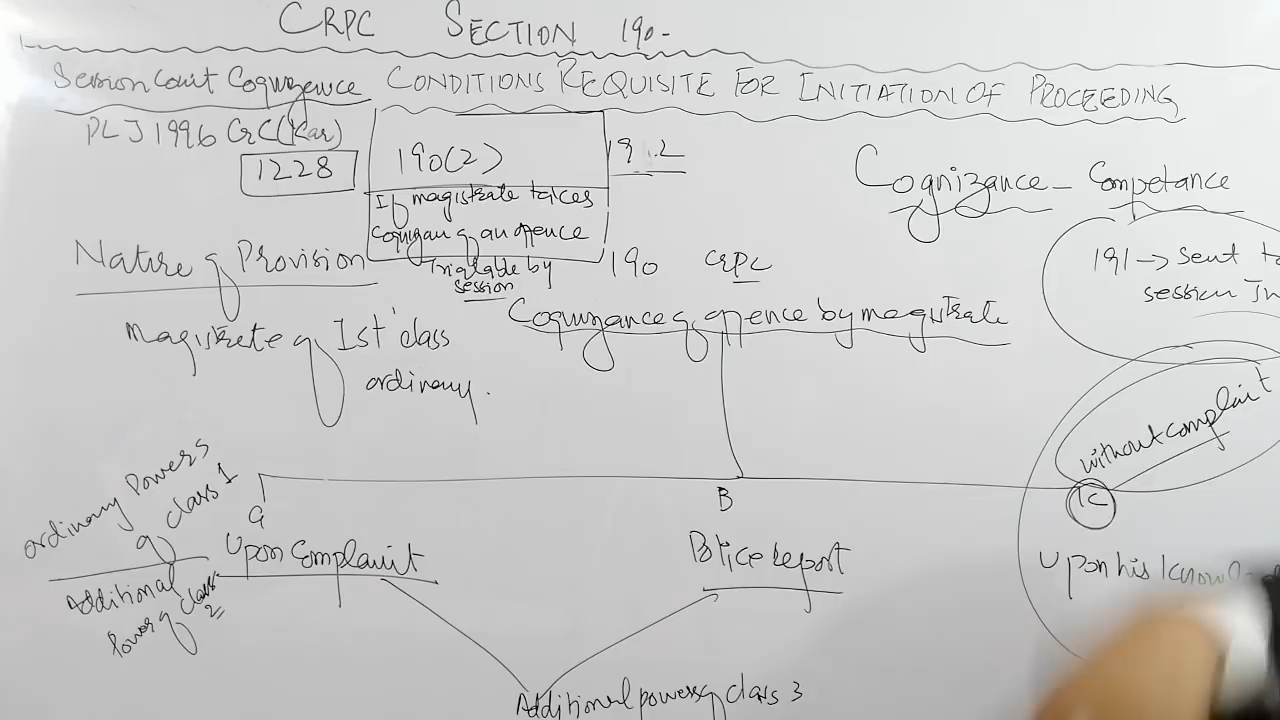 CRPC SECTION 190-
Session Court Cognizence CONDITIONS REQUISITE FOR INITIATION OF PROCEEDING
PLJ 1996 CrC (Kar)
1228
190(2)
If magistrate takes
Cognizan of an offence
Trialable by
session
Cognizance - Competance
191 → sent to
session
Nature of Provision
Magistrate of Ist class
ordinary.
190 CRPC
Cognizance of offence by magistrate
without complaint
ordinary Powers
of class 1
Additional
Power of class
2
a
Upon Complaint
B
Police report
C
Upon his
Additional powers of class 3